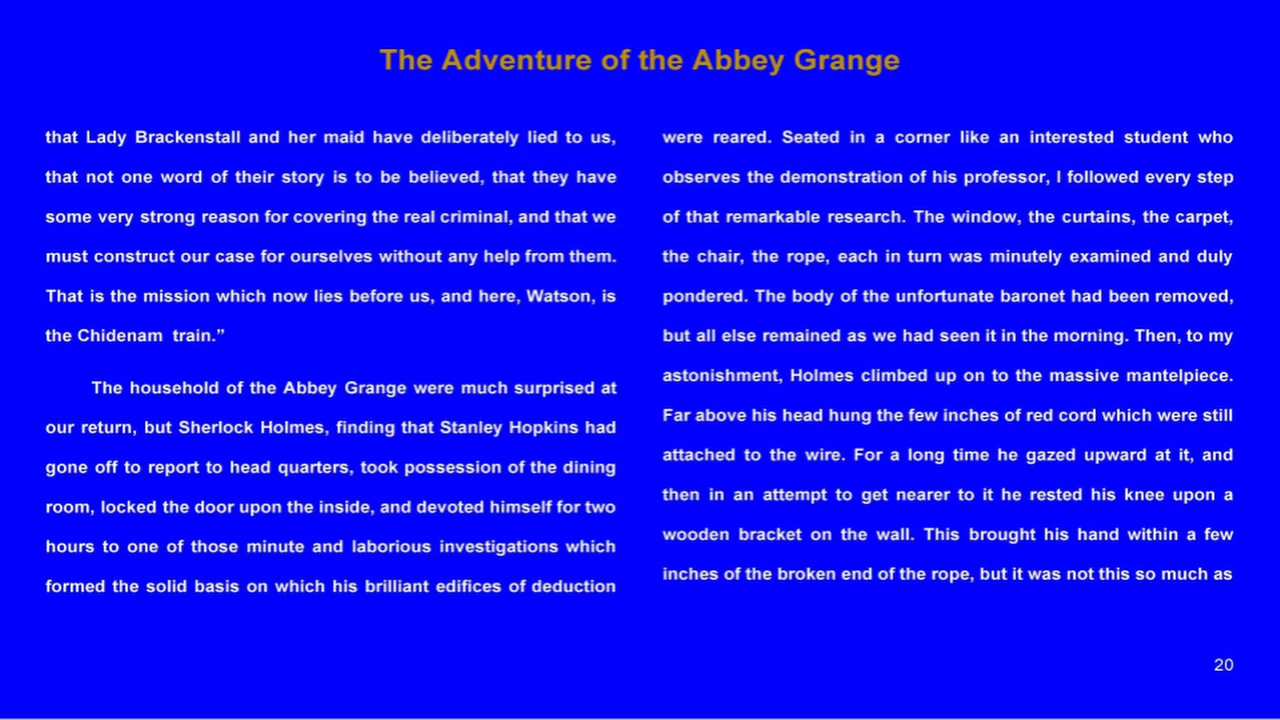 The Adventure of the Abbey Grange
that Lady Brackenstall and her maid have deliberately lied to us,
that not one word of their story is to be believed, that they have
some very strong reason for covering the real criminal, and that we
must construct our case for ourselves without any help from them.
That is the mission which now lies before us, and here, Watson, is
the Chidenam train.”
The household of the Abbey Grange were much surprised at
our return, but Sherlock Holmes, finding that Stanley Hopkins had
gone off to report to head quarters, took possession of the dining
room, locked the door upon the inside, and devoted himself for two
hours to one of those minute and laborious investigations which
formed the solid basis on which his brilliant edifices of deduction
were reared. Seated in a corner like an interested student who
observes the demonstration of his professor, I followed every step
of that remarkable research. The window, the curtains, the carpet,
the chair, the rope, each in turn was minutely examined and duly
pondered. The body of the unfortunate baronet had been removed,
but all else remained as we had seen it in the morning. Then, to my
astonishment, Holmes climbed up on to the massive mantelpiece.
Far above his head hung the few inches of red cord which were still
attached to the wire. For a long time he gazed upward at it, and
then in an attempt to get nearer to it he rested his knee upon a
wooden bracket on the wall. This brought his hand within a few
inches of the broken end of the rope, but it was not this so much as
20